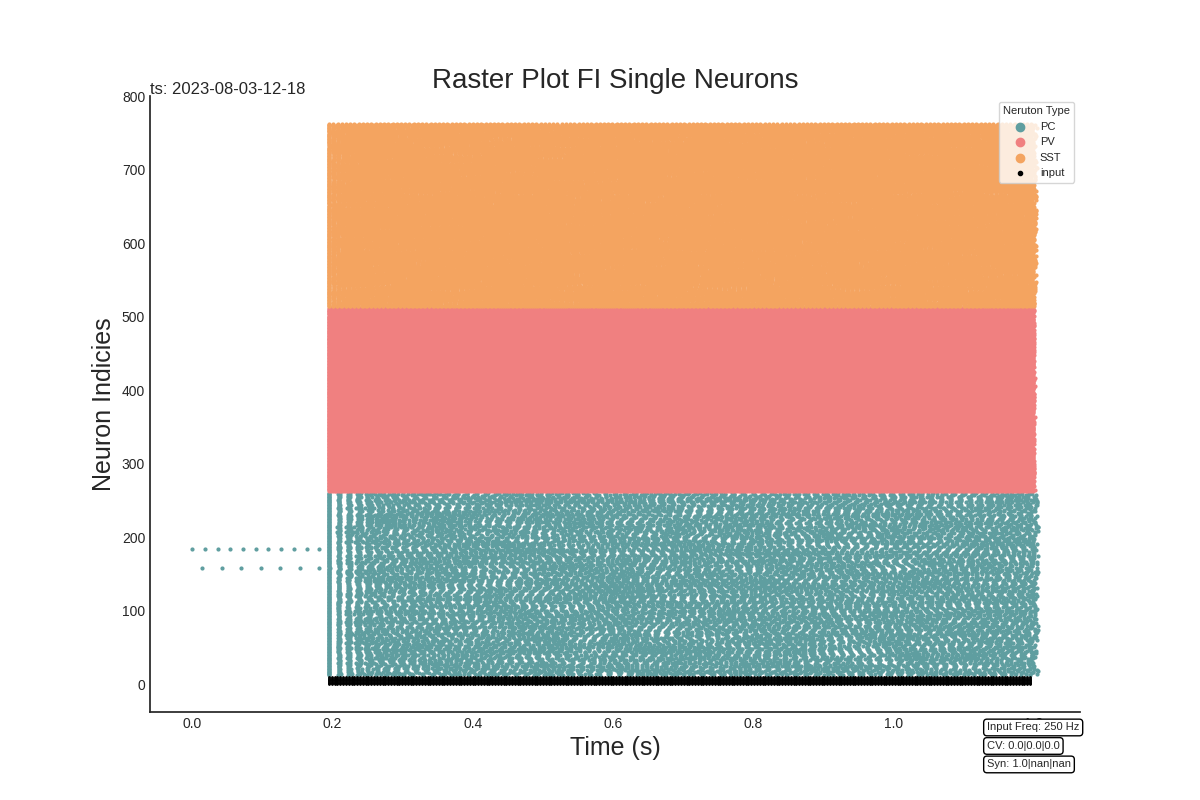 Raster Plot FI Single Neurons
ts: 2023-08-03-12-18
Neruton Type
PC
PV
SST
input
Neuron Indicies
800
700
600
500
400
300
200
100
0
0.0
0.2
0.4
0.6
0.8
1.0
Time (s)
Input Freq: 250 Hz
CV: 0.0|0.0|0.0
Syn: 1.0|nan|nan